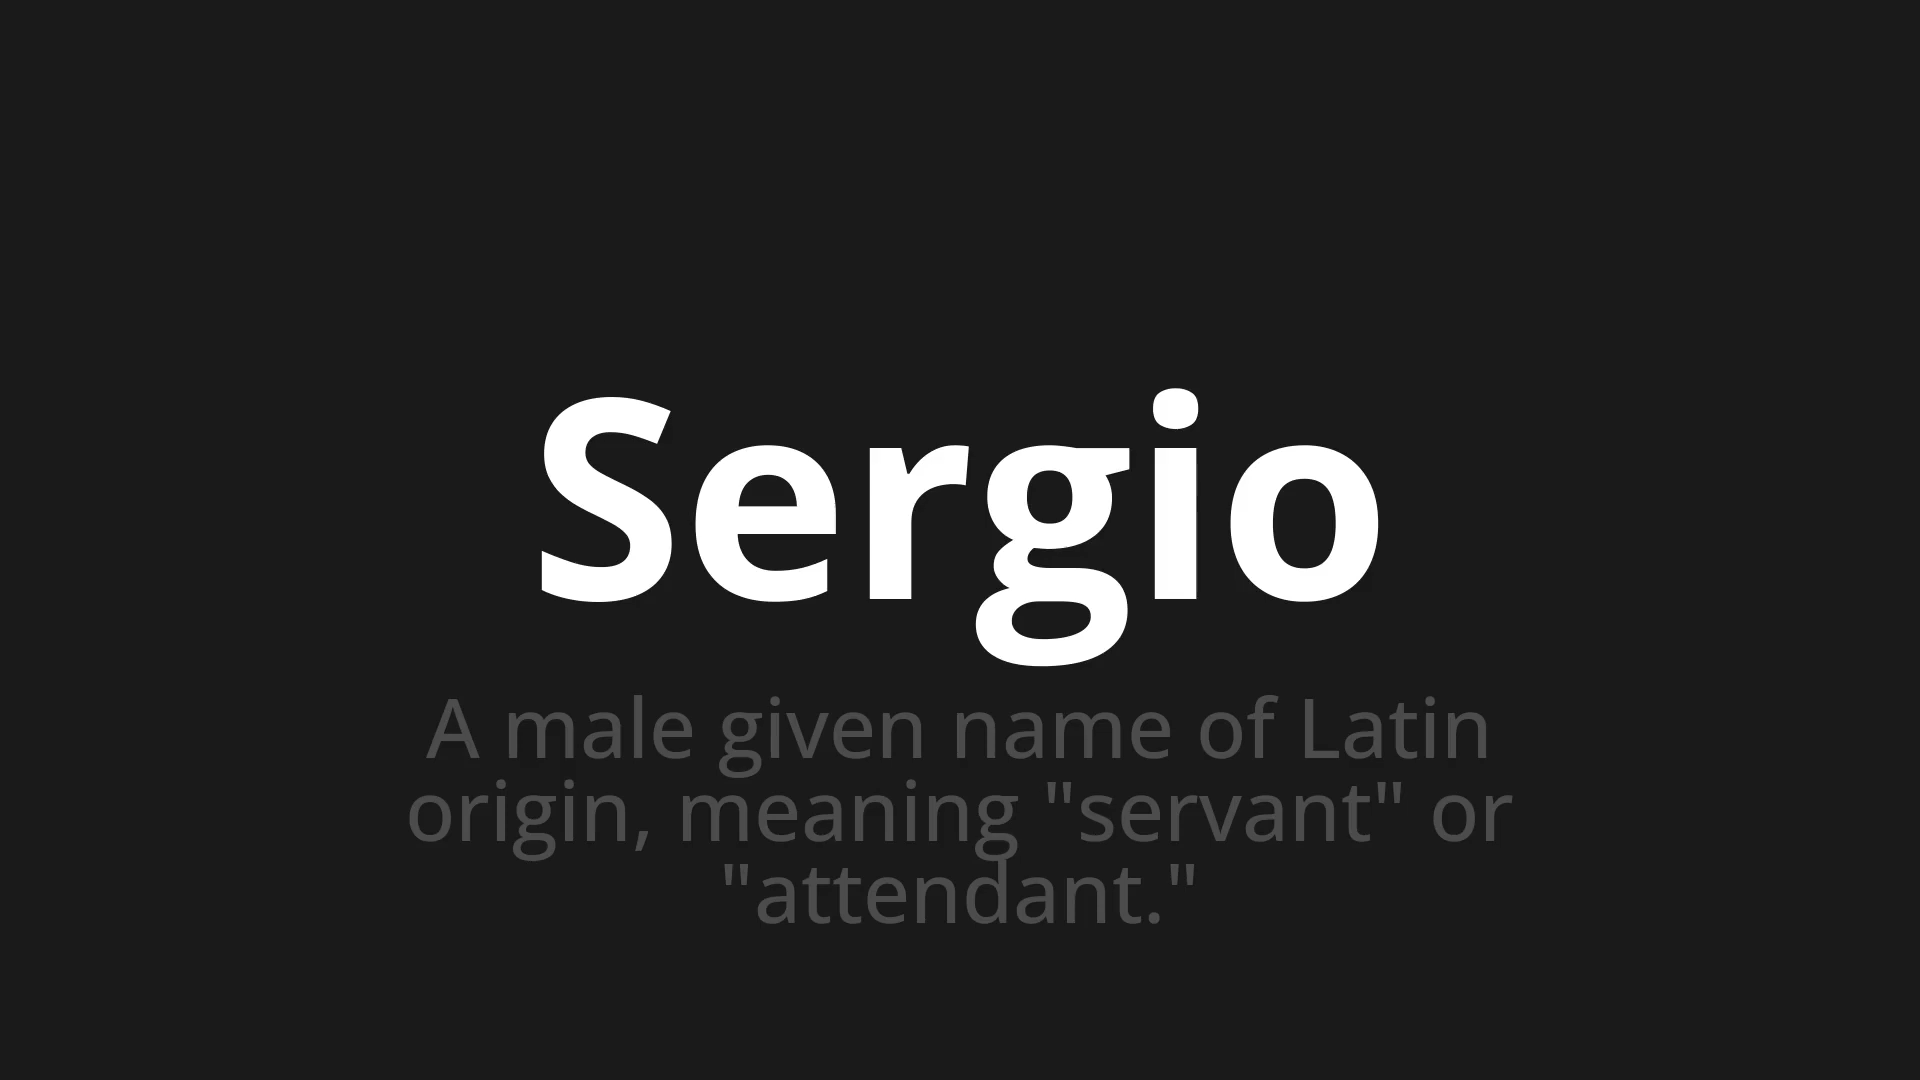 Sergio
A male given name of Latin
origin, meaning "servant" or
"attendant."